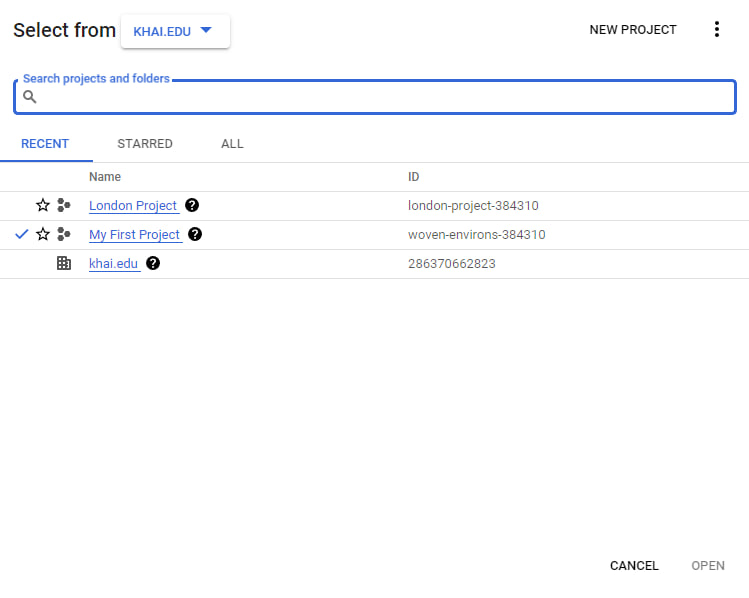 Select from KHAI.EDU NEW PROJECT
Search projects and folders
RECENT STARRED ALL
Name ID
London Project ? london-project-384310
My First Project ? woven-environs-384310
khai.edu ? 286370662823
CANCEL OPEN